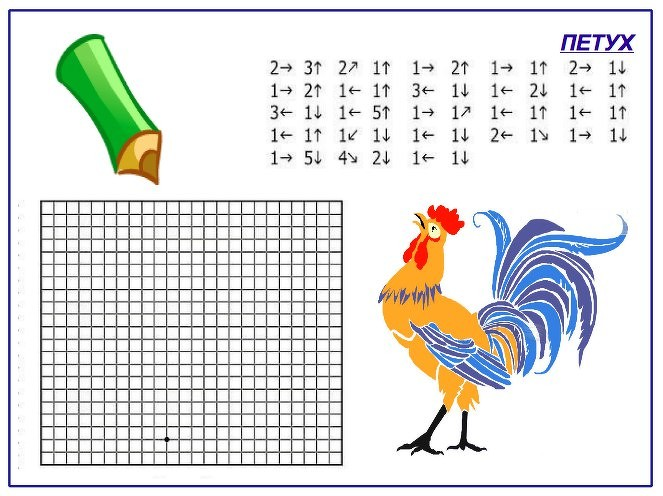 ПЕТУХ
2→ 3↑ 2↗ 1↑ 1→ 2↑ 1→ 1↑ 2→ 1↓
1→ 2↑ 1← 1↑ 3← 1↓ 1← 2↓ 1← 1↑
3← 1↓ 1← 5↑ 1→ 1↗ 1← 1↑ 1← 1↑
1← 1↑ 1↙ 1↓ 1← 1↓ 2← 1↘ 1→ 1↓
1→ 5↓ 4↘ 2↓ 1← 1↓